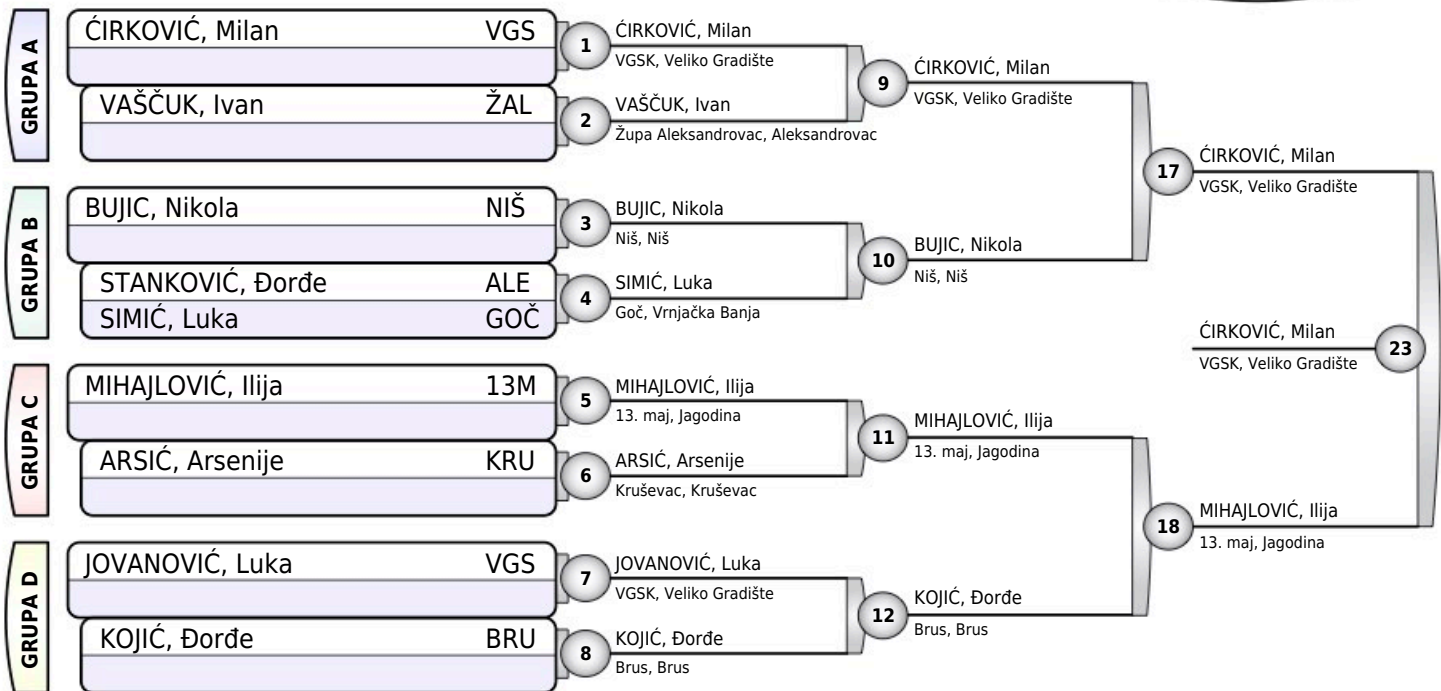 GRUPA A
ĆIRKOVIĆ, Milan VGS
VAŠČUK, Ivan ŽAL
1
ĆIRKOVIĆ, Milan
VGSK, Veliko Gradište
2
VAŠČUK, Ivan
Župa Aleksandrovac, Aleksandrovac
9
ĆIRKOVIĆ, Milan
VGSK, Veliko Gradište
GRUPA B
BUJIC, Nikola NIŠ
STANKOVIĆ, Đorđe ALE
SIMIĆ, Luka GOČ
3
BUJIC, Nikola
Niš, Niš
4
SIMIĆ, Luka
Goč, Vrnjačka Banja
10
BUJIC, Nikola
Niš, Niš
17
ĆIRKOVIĆ, Milan
VGSK, Veliko Gradište
GRUPA C
MIHAJLOVIĆ, Ilija 13M
ARSIĆ, Arsenije KRU
5
MIHAJLOVIĆ, Ilija
13. maj, Jagodina
6
ARSIĆ, Arsenije
Kruševac, Kruševac
11
MIHAJLOVIĆ, Ilija
13. maj, Jagodina
GRUPA D
JOVANOVIĆ, Luka VGS
KOJIĆ, Đorđe BRU
7
JOVANOVIĆ, Luka
VGSK, Veliko Gradište
8
KOJIĆ, Đorđe
Brus, Brus
12
KOJIĆ, Đorđe
Brus, Brus
18
MIHAJLOVIĆ, Ilija
13. maj, Jagodina
ĆIRKOVIĆ, Milan
VGSK, Veliko Gradište
23